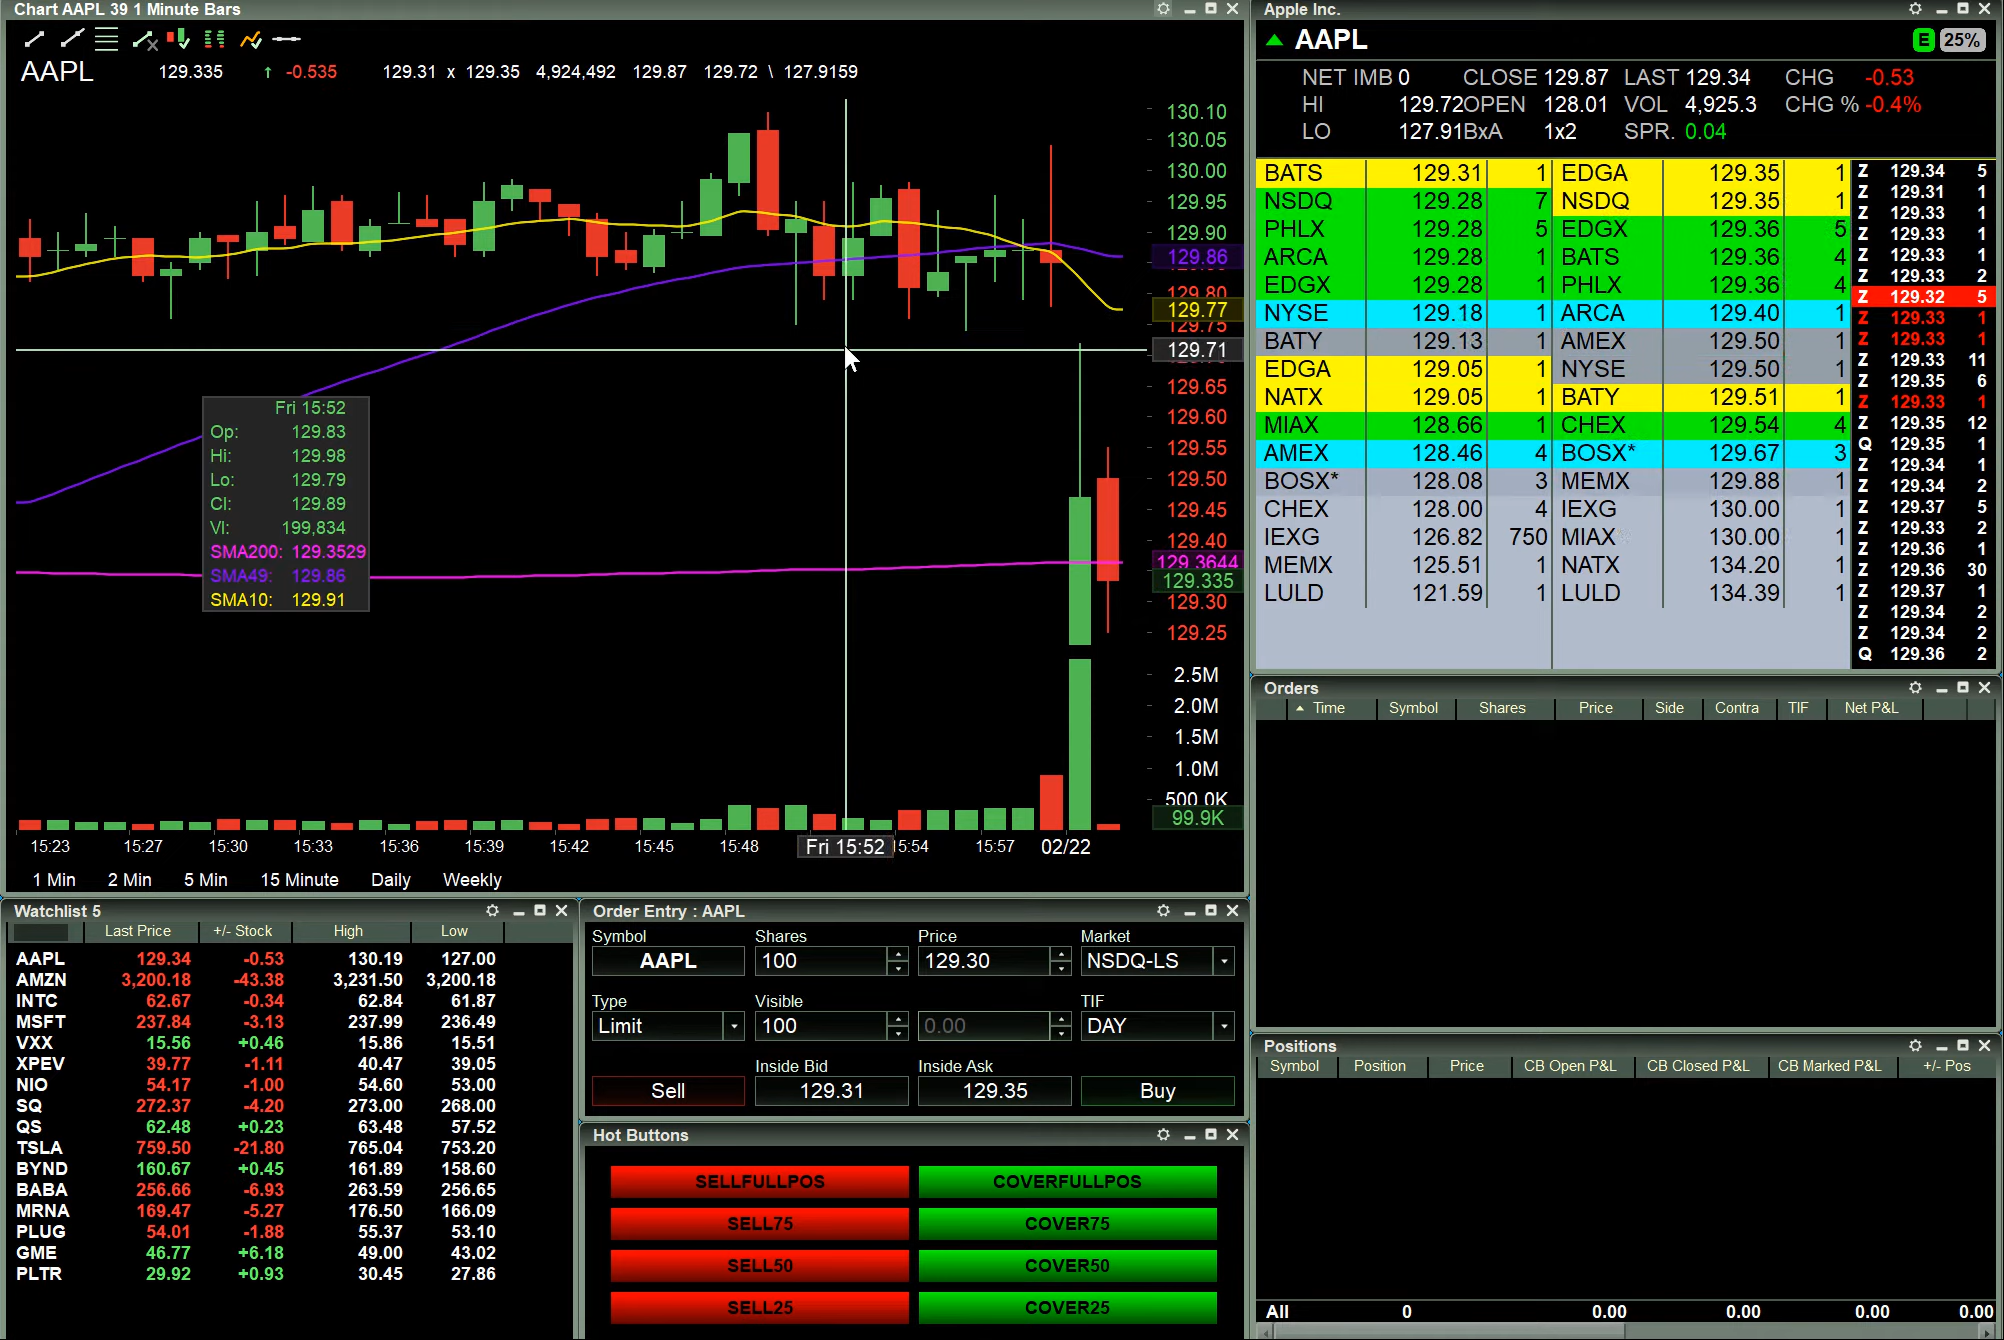 Chart AAPL 39 1 Minute Bars
AAPL 129.335 ↑ -0.535 129.31 x 129.35 4,924,492 129.87 129.72 \ 127.9159
130.10
130.05
130.00
129.95
129.90
129.86
129.80
129.77
129.75
129.71
129.65
129.60
129.55
129.50
129.45
129.40
129.3644
129.335
129.30
129.25
2.5M
2.0M
1.5M
1.0M
500.0K
99.9K
Fri 15:52
Op: 129.83
Hi: 129.98
Lo: 129.79
Cl: 129.89
Vl: 199,834
SMA200: 129.3529
SMA49: 129.86
SMA10: 129.91
15:23 15:27 15:30 15:33 15:36 15:39 15:42 15:45 15:48 Fri 15:52 15:54 15:57 02/22
1 Min 2 Min 5 Min 15 Minute Daily Weekly
Apple Inc.
AAPL E 25%
NET IMB 0 CLOSE 129.87 LAST 129.34 CHG -0.53
HI 129.72 OPEN 128.01 VOL 4,925.3 CHG % -0.4%
LO 127.91 BxA 1x2 SPR. 0.04
BATS 129.31 1 EDGA 129.35 1
NSDQ 129.28 7 NSDQ 129.35 1
PHLX 129.28 5 EDGX 129.36 5
ARCA 129.28 1 BATS 129.36 4
EDGX 129.28 1 PHLX 129.36 4
NYSE 129.18 1 ARCA 129.40 1
BATY 129.13 1 AMEX 129.50 1
EDGA 129.05 1 NYSE 129.50 1
NATX 129.05 1 BATY 129.51 1
MIAX 128.66 1 CHEX 129.54 4
AMEX 128.46 4 BOSX* 129.67 3
BOSX* 128.08 3 MEMX 129.88 1
CHEX 128.00 4 IEXG 130.00 1
IEXG 126.82 750 MIAX 130.00 1
MEMX 125.51 1 NATX 134.20 1
LULD 121.59 1 LULD 134.39 1
Z 129.34 5
Z 129.31 1
Z 129.33 1
Z 129.33 1
Z 129.33 1
Z 129.33 2
Z 129.32 5
Z 129.33 1
Z 129.33 1
Z 129.33 11
Z 129.35 6
Z 129.33 1
Z 129.35 12
Q 129.35 1
Z 129.34 1
Z 129.34 2
Z 129.37 5
Z 129.33 2
Z 129.36 1
Z 129.36 30
Z 129.37 1
Z 129.34 2
Z 129.34 2
Q 129.36 2
Orders
Time Symbol Shares Price Side Contra TIF Net P&L
Positions
Symbol Position Price CB Open P&L CB Closed P&L CB Marked P&L +/- Pos
All 0 0.00 0.00 0.00 0.00
Watchlist 5
Last Price +/- Stock High Low
AAPL 129.34 -0.53 130.19 127.00
AMZN 3,200.18 -43.38 3,231.50 3,200.18
INTC 62.67 -0.34 62.84 61.87
MSFT 237.84 -3.13 237.99 236.49
VXX 15.56 +0.46 15.86 15.51
XPEV 39.77 -1.11 40.47 39.05
NIO 54.17 -1.00 54.60 53.00
SQ 272.37 -4.20 273.00 268.00
QS 62.48 +0.23 63.48 57.52
TSLA 759.50 -21.80 765.04 753.20
BYND 160.67 +0.45 161.89 158.60
BABA 256.66 -6.93 263.59 256.65
MRNA 169.47 -5.27 176.50 166.09
PLUG 54.01 -1.88 55.37 53.10
GME 46.77 +6.18 49.00 43.02
PLTR 29.92 +0.93 30.45 27.86
Order Entry : AAPL
Symbol Shares Price Market
AAPL 100 129.30 NSDQ-LS
Type Visible TIF
Limit 100 0.00 DAY
Inside Bid Inside Ask
Sell 129.31 129.35 Buy
Hot Buttons
SELLFULLPOS COVERFULLPOS
SELL75 COVER75
SELL50 COVER50
SELL25 COVER25